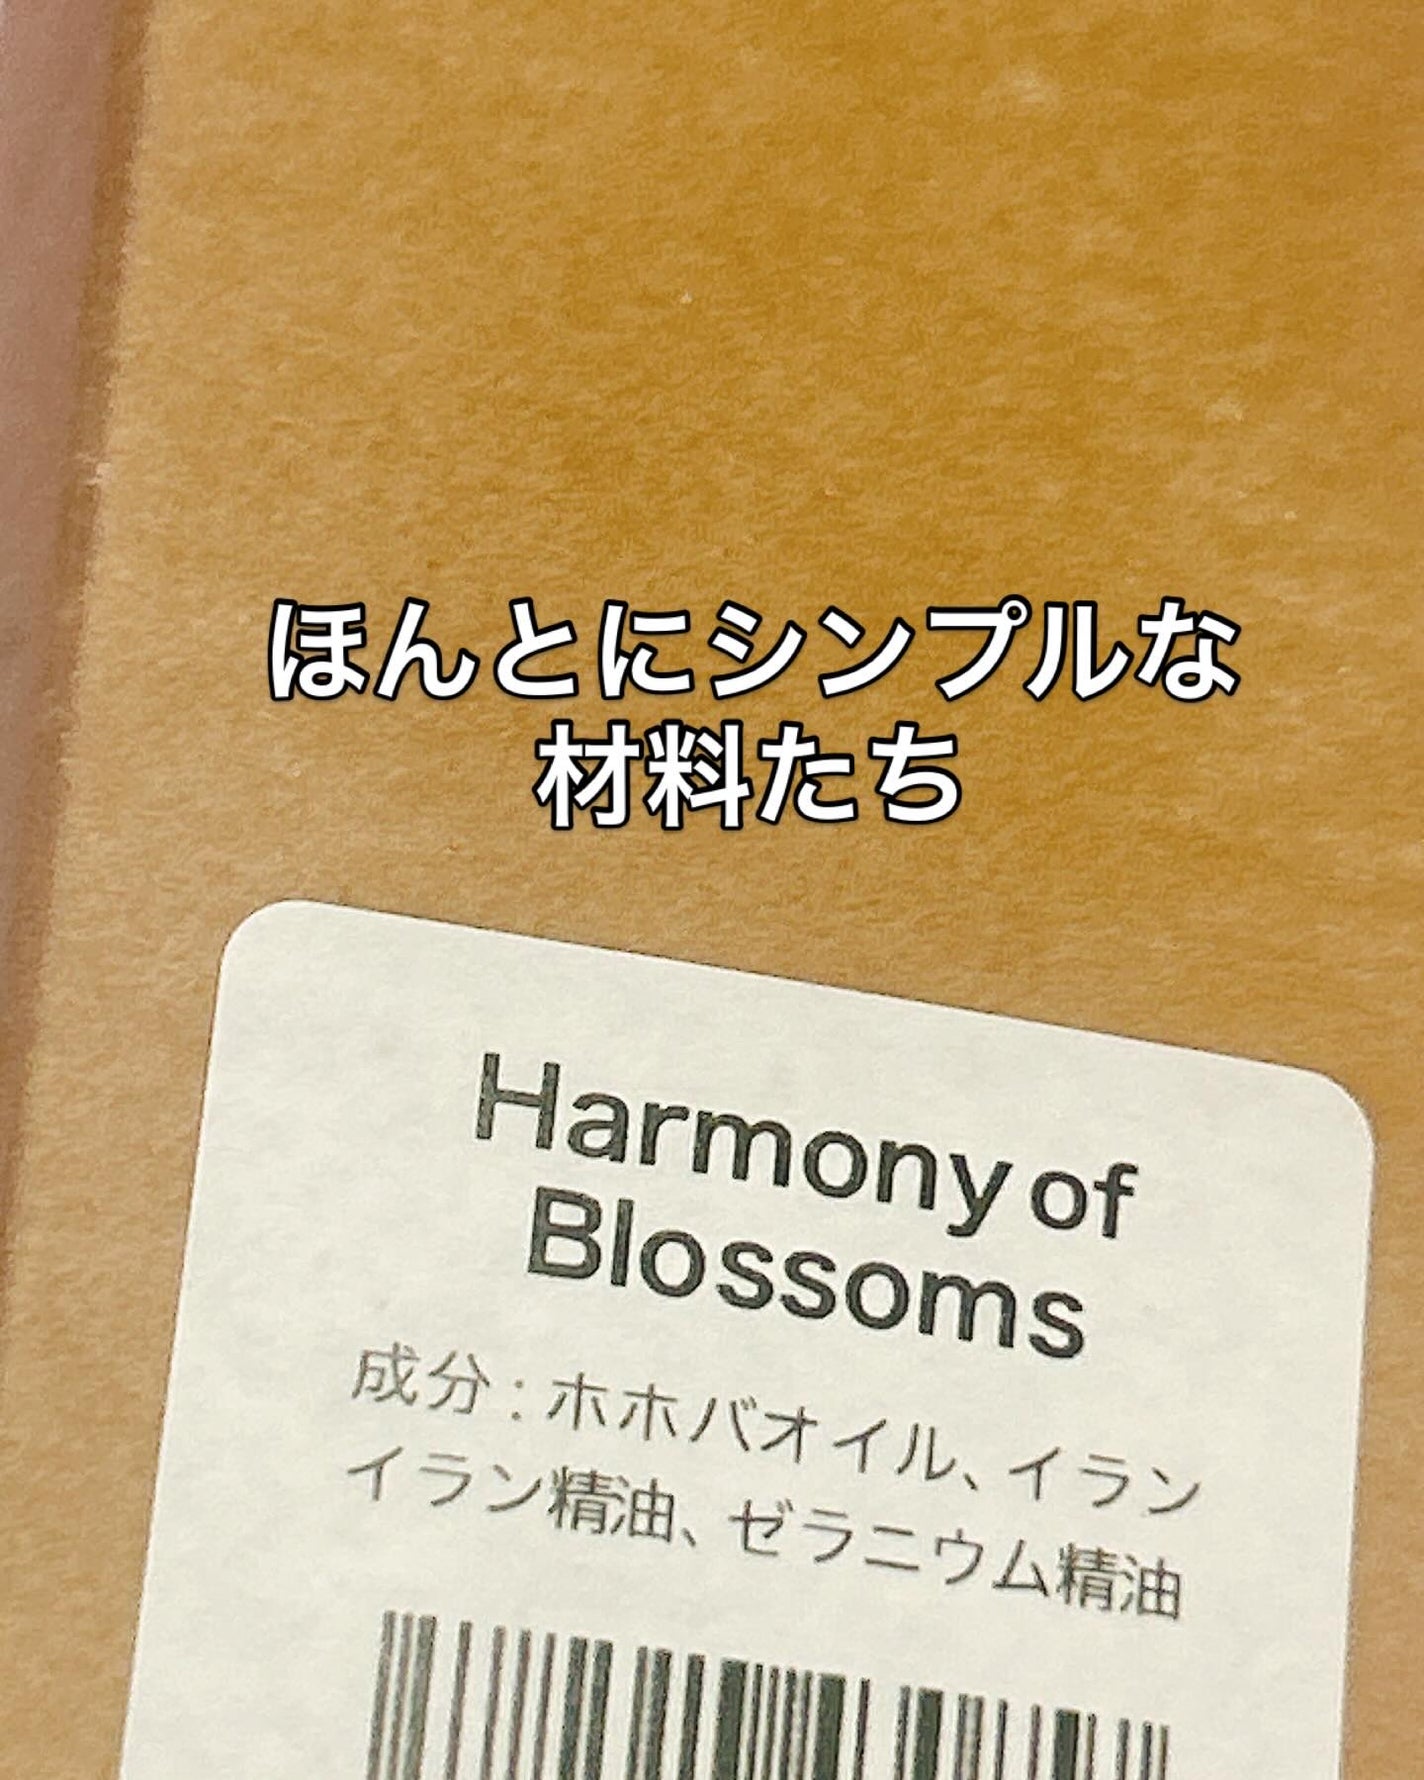 ほんとにシンプルな
材料たち
Harmony of
Blossoms
成分：ホホバオイル、イラン
イラン精油、ゼラニウム精油